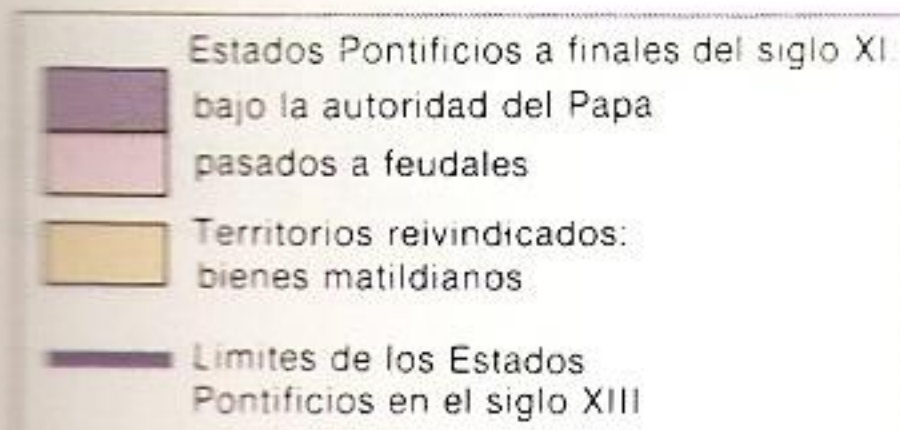 Estados Pontificios a finales del siglo XI
bajo la autoridad del Papa
pasados a feudales
Territorios reivindicados:
bienes matildianos
Limites de los Estados
Pontificios en el siglo XIII